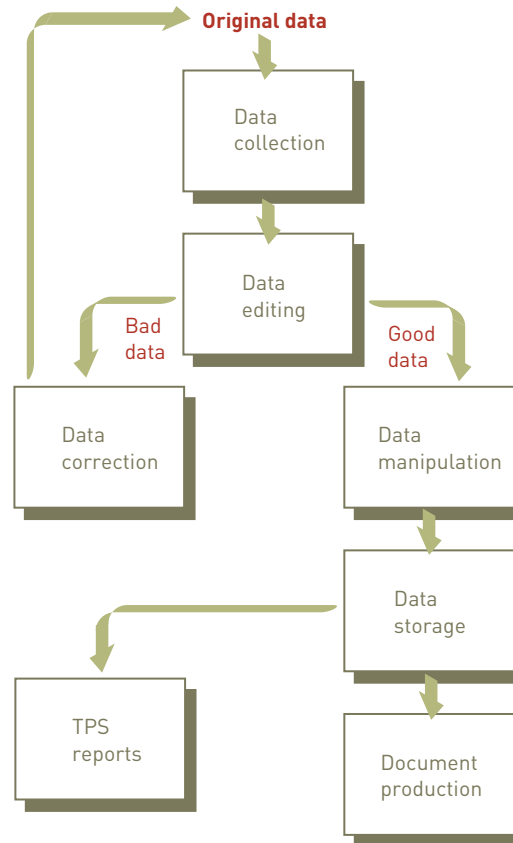 Original data
Data
collection
Data
editing
Bad
data
Good
data
Data
correction
Data
manipulation
Data
storage
TPS
reports
Document
production